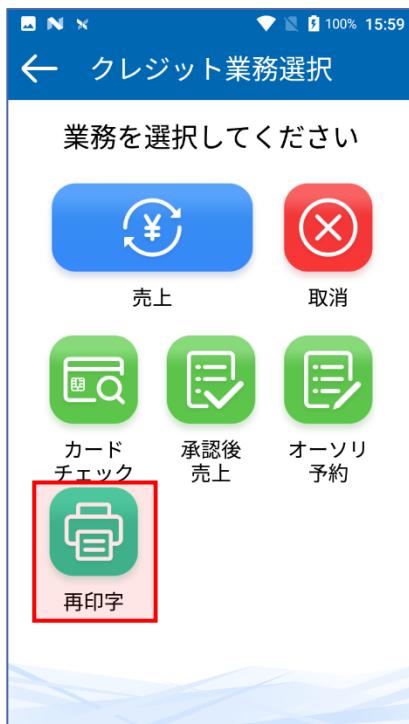 100% 15:59
クレジット業務選択
業務を選択してください
売上
取消
カード
チェック
承認後
売上
オーソリ
予約
再印字